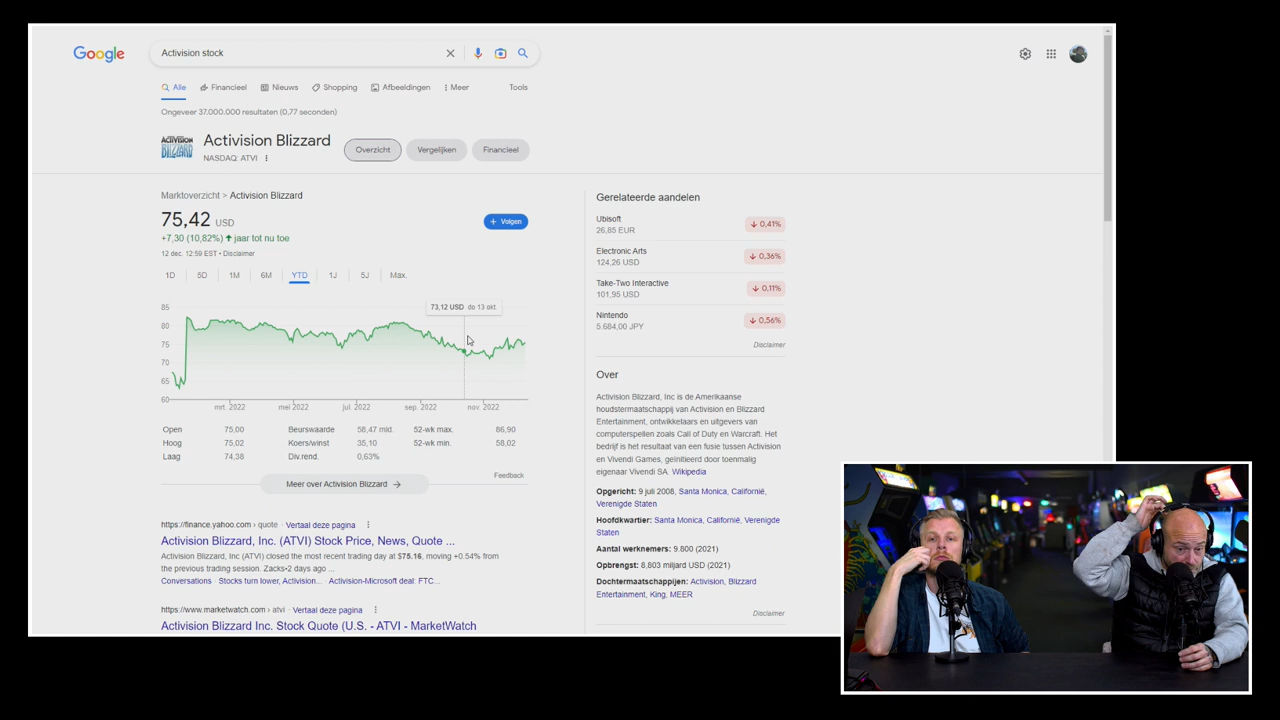 Google
Activision stock
Alle
Financieel
Nieuws
Shopping
Afbeeldingen
Meer
Tools
Ongeveer 37.000.000 resultaten (0,77 seconden)
ACTIVISION
BLIZZARD
Activision Blizzard
NASDAQ: ATVI
Overzicht
Vergelijken
Financieel
Marktoverzicht > Activision Blizzard
75,42 USD
+ Volgen
+7,30 (10,82%) ↑ jaar tot nu toe
12 dec. 12:59 EST • Disclaimer
1D 5D 1M 6M YTD 1J 5J Max.
73,12 USD do 13 okt.
85
80
75
70
65
60
mrt. 2022 mei 2022 jul. 2022 sep. 2022 nov. 2022
Open 75,00 Beurswaarde 58,47 mld. 52-wk max. 86,90
Hoog 75,02 Koers/winst 35,10 52-wk min. 58,02
Laag 74,38 Div.rend. 0,63%
Feedback
Meer over Activision Blizzard →
https://finance.yahoo.com › quote · Vertaal deze pagina
Activision Blizzard, Inc. (ATVI) Stock Price, News, Quote ...
Activision Blizzard, Inc (ATVI) closed the most recent trading day at $75.16, moving +0.54% from
the previous trading session. Zacks•2 days ago ...
Conversations · Stocks turn lower, Activision... · Activision-Microsoft deal: FTC...
https://www.marketwatch.com › atvi · Vertaal deze pagina
Activision Blizzard Inc. Stock Quote (U.S. - ATVI - MarketWatch
Gerelateerde aandelen
Ubisoft
26,85 EUR
↓ 0,41%
Electronic Arts
124,26 USD
↓ 0,36%
Take-Two Interactive
101,95 USD
↓ 0,11%
Nintendo
5.684,00 JPY
↓ 0,56%
Disclaimer
Over
Activision Blizzard, Inc is de Amerikaanse
houdstermaatschappij van Activision en Blizzard
Entertainment, ontwikkelaars en uitgevers van
computerspellen zoals Call of Duty en Warcraft. Het
bedrijf is het resultaat van een fusie tussen Activision
en Vivendi Games, geïnitieerd door toenmalig
eigenaar Vivendi SA. Wikipedia
Opgericht: 9 juli 2008, Santa Monica, Californië,
Verenigde Staten
Hoofdkwartier: Santa Monica, Californië, Verenigde
Staten
Aantal werknemers: 9.800 (2021)
Opbrengst: 8,803 miljard USD (2021)
Dochtermaatschappijen: Activision, Blizzard
Entertainment, King, MEER
Disclaimer